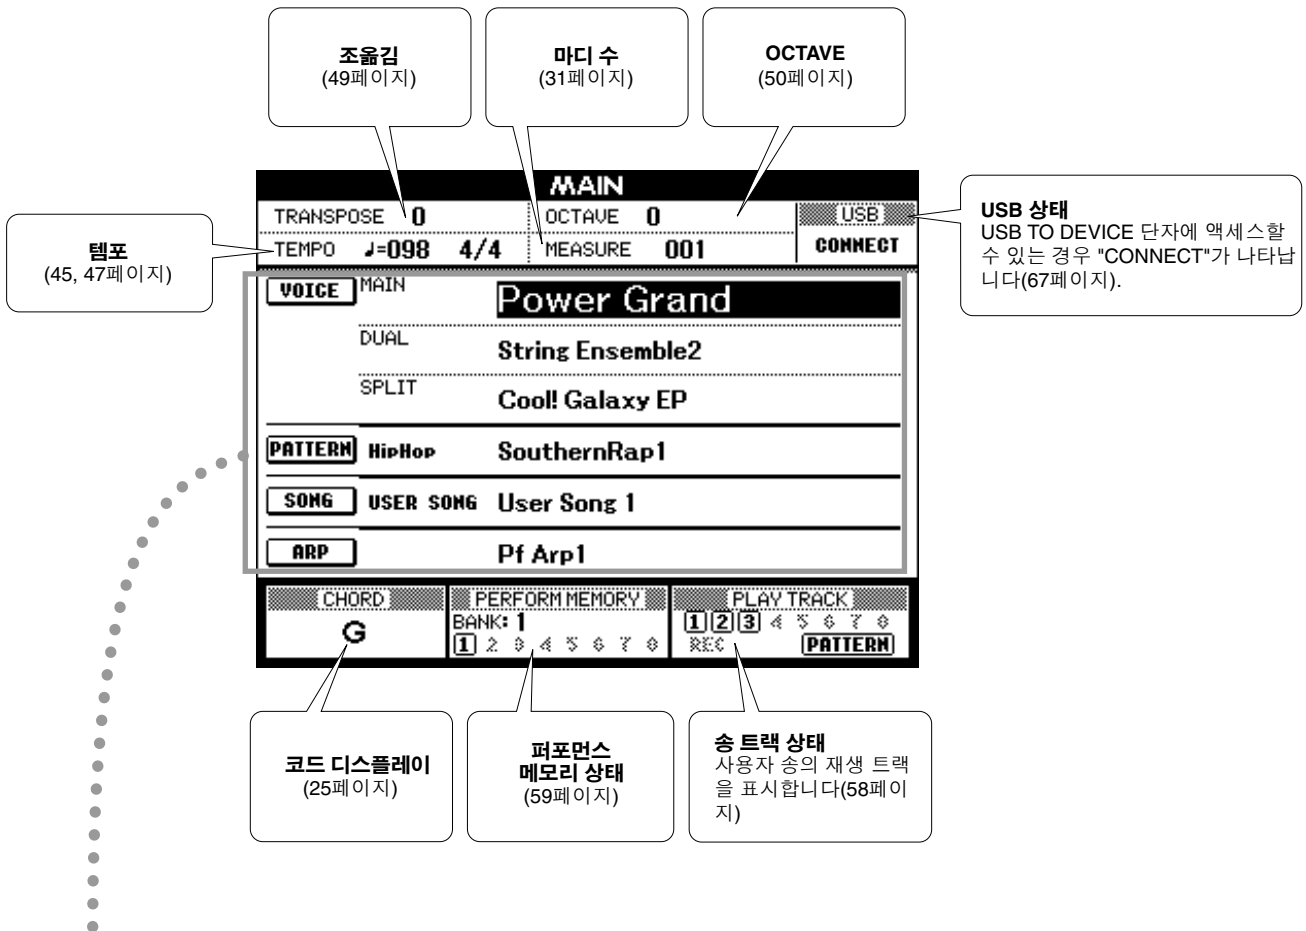 조옮김
(49페이지)
마디 수
(31페이지)
OCTAVE
(50페이지)
템포
(45, 47페이지)
USB 상태
USB TO DEVICE 단자에 액세스할
수 있는 경우 "CONNECT"가 나타납
니다(67페이지).
MAIN
TRANSPOSE 0
OCTAVE 0
USB
TEMPO ♩=098 4/4
MEASURE 001
CONNECT
VOICE MAIN Power Grand
DUAL String Ensemble2
SPLIT Cool! Galaxy EP
PATTERN HipHop SouthernRap1
SONG USER SONG User Song 1
ARP Pf Arp1
CHORD
G
PERFORM MEMORY
BANK: 1
1 2 3 4 5 6 7 8
PLAY TRACK
1 2 3 4 5 6 7 8
REC PATTERN
코드 디스플레이
(25페이지)
퍼포먼스
메모리 상태
(59페이지)
송 트랙 상태
사용자 송의 재생 트랙
을 표시합니다(58페이
지)